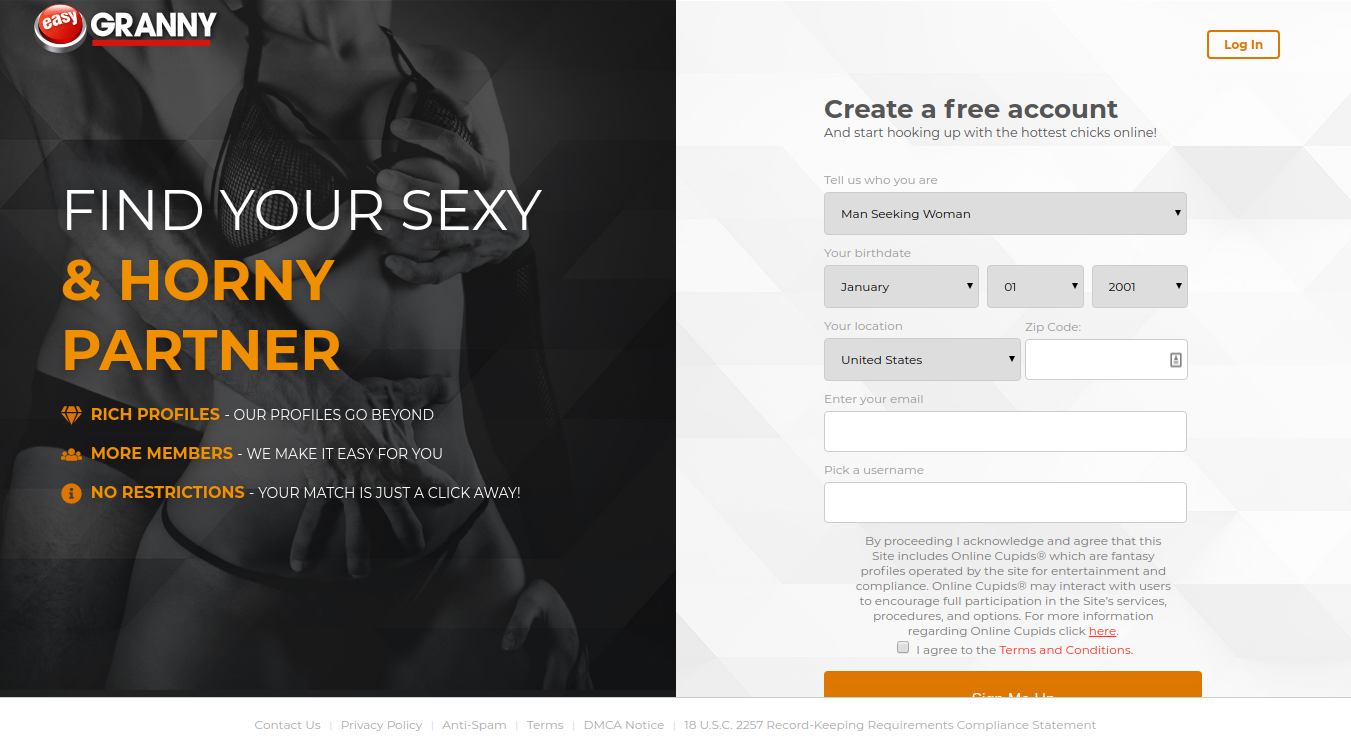 easy GRANNY
Log In
FIND YOUR SEXY
& HORNY
PARTNER
RICH PROFILES - OUR PROFILES GO BEYOND
MORE MEMBERS - WE MAKE IT EASY FOR YOU
NO RESTRICTIONS - YOUR MATCH IS JUST A CLICK AWAY!
Create a free account
And start hooking up with the hottest chicks online!
Tell us who you are
Man Seeking Woman
Your birthdate
January 01 2001
Your location Zip Code:
United States
Enter your email
Pick a username
By proceeding I acknowledge and agree that this
Site includes Online Cupids® which are fantasy
profiles operated by the site for entertainment and
compliance. Online Cupids® may interact with users
to encourage full participation in the Site's services,
procedures, and options. For more information
regarding Online Cupids click here.
I agree to the Terms and Conditions.
Sign Me Up
Contact Us | Privacy Policy | Anti-Spam | Terms | DMCA Notice | 18 U.S.C. 2257 Record-Keeping Requirements Compliance Statement